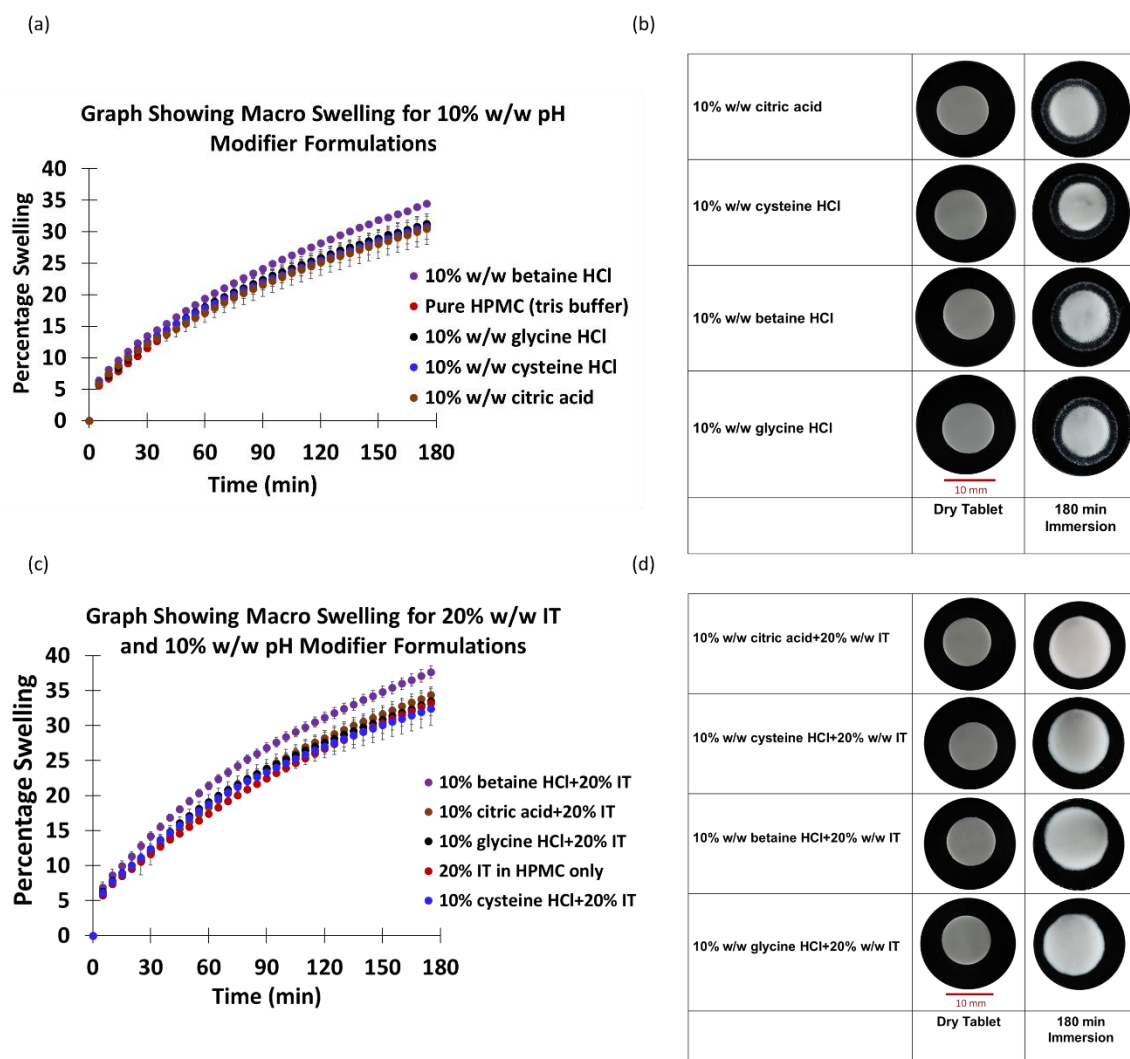 (a)
Graph Showing Macro Swelling for 10% w/w pH
Modifier Formulations
Percentage Swelling
40
35
30
25
20
15
10
5
0
10% w/w betaine HCl
Pure HPMC (tris buffer)
10% w/w glycine HCl
10% w/w cysteine HCl
10% w/w citric acid
0 30 60 90 120 150 180
Time (min)
(b)
10% w/w citric acid
10% w/w cysteine HCl
10% w/w betaine HCl
10% w/w glycine HCl
10 mm
Dry Tablet
180 min
Immersion
(c)
Graph Showing Macro Swelling for 20% w/w IT
and 10% w/w pH Modifier Formulations
Percentage Swelling
40
35
30
25
20
15
10
5
0
10% betaine HCl+20% IT
10% citric acid+20% IT
10% glycine HCl+20% IT
20% IT in HPMC only
10% cysteine HCl+20% IT
0 30 60 90 120 150 180
Time (min)
(d)
10% w/w citric acid+20% w/w IT
10% w/w cysteine HCl+20% w/w IT
10% w/w betaine HCl+20% w/w IT
10% w/w glycine HCl+20% w/w IT
10 mm
Dry Tablet
180 min
Immersion